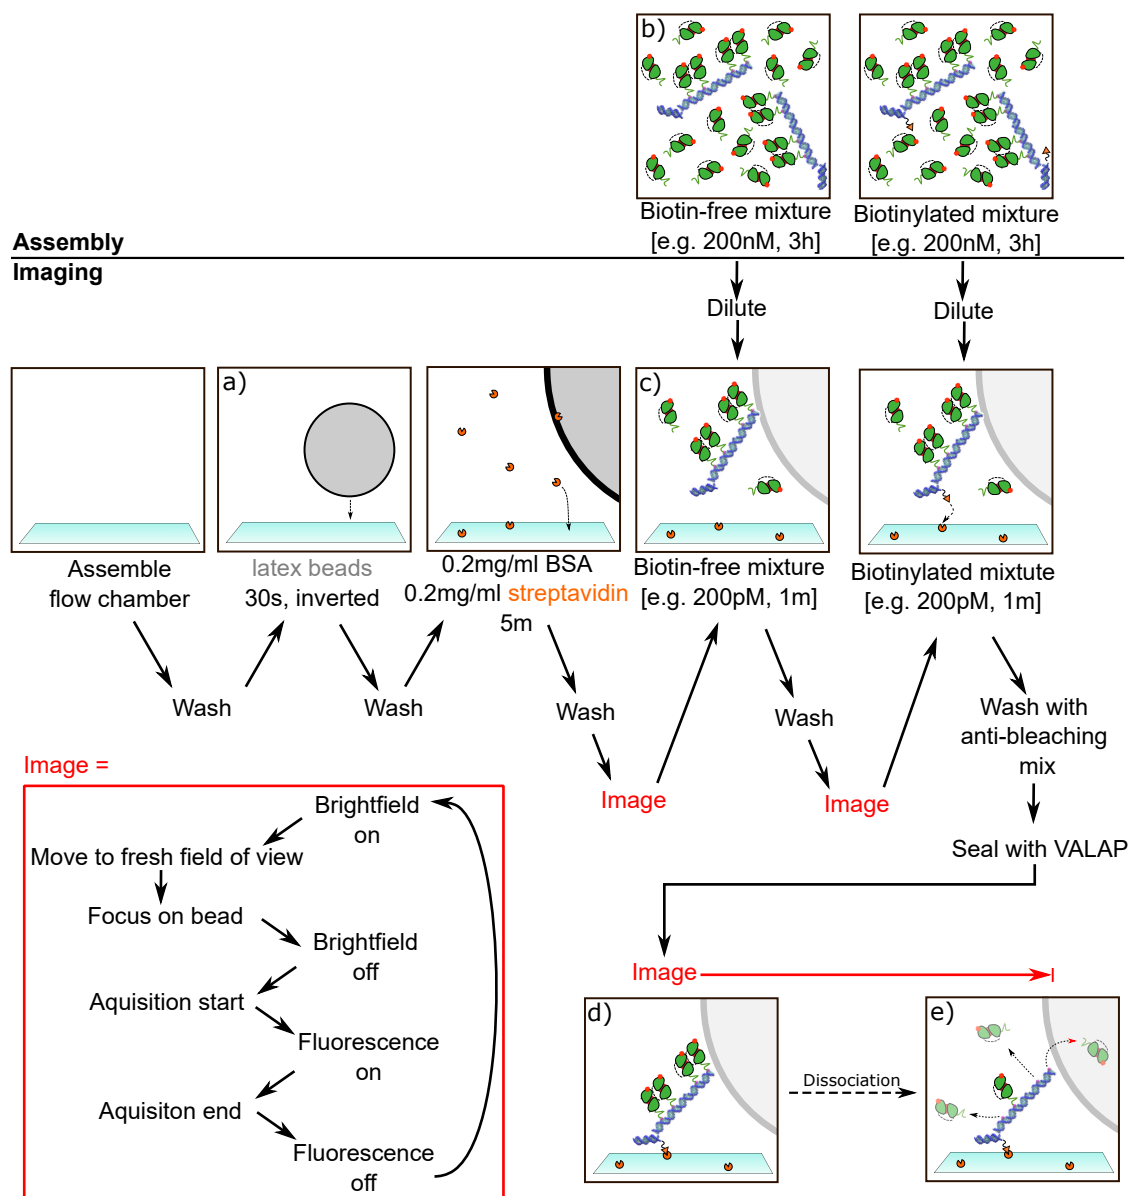 b)
Biotin-free mixture
[e.g. 200nM, 3h]
Biotinylated mixture
[e.g. 200nM, 3h]
Assembly
Imaging
Dilute
Dilute
Assemble
flow chamber
a)
latex beads
30s, inverted
0.2mg/ml BSA
0.2mg/ml streptavidin
5m
c)
Biotin-free mixture
[e.g. 200pM, 1m]
Biotinylated mixtute
[e.g. 200pM, 1m]
Wash
Wash
Wash
Image
Wash
Image
Wash with
anti-bleaching
mix
Seal with VALAP
Image =
Brightfield
on
Move to fresh field of view
Focus on bead
Brightfield
off
Aquisition start
Fluorescence
on
Aquisiton end
Fluorescence
off
Image
d)
Dissociation
e)